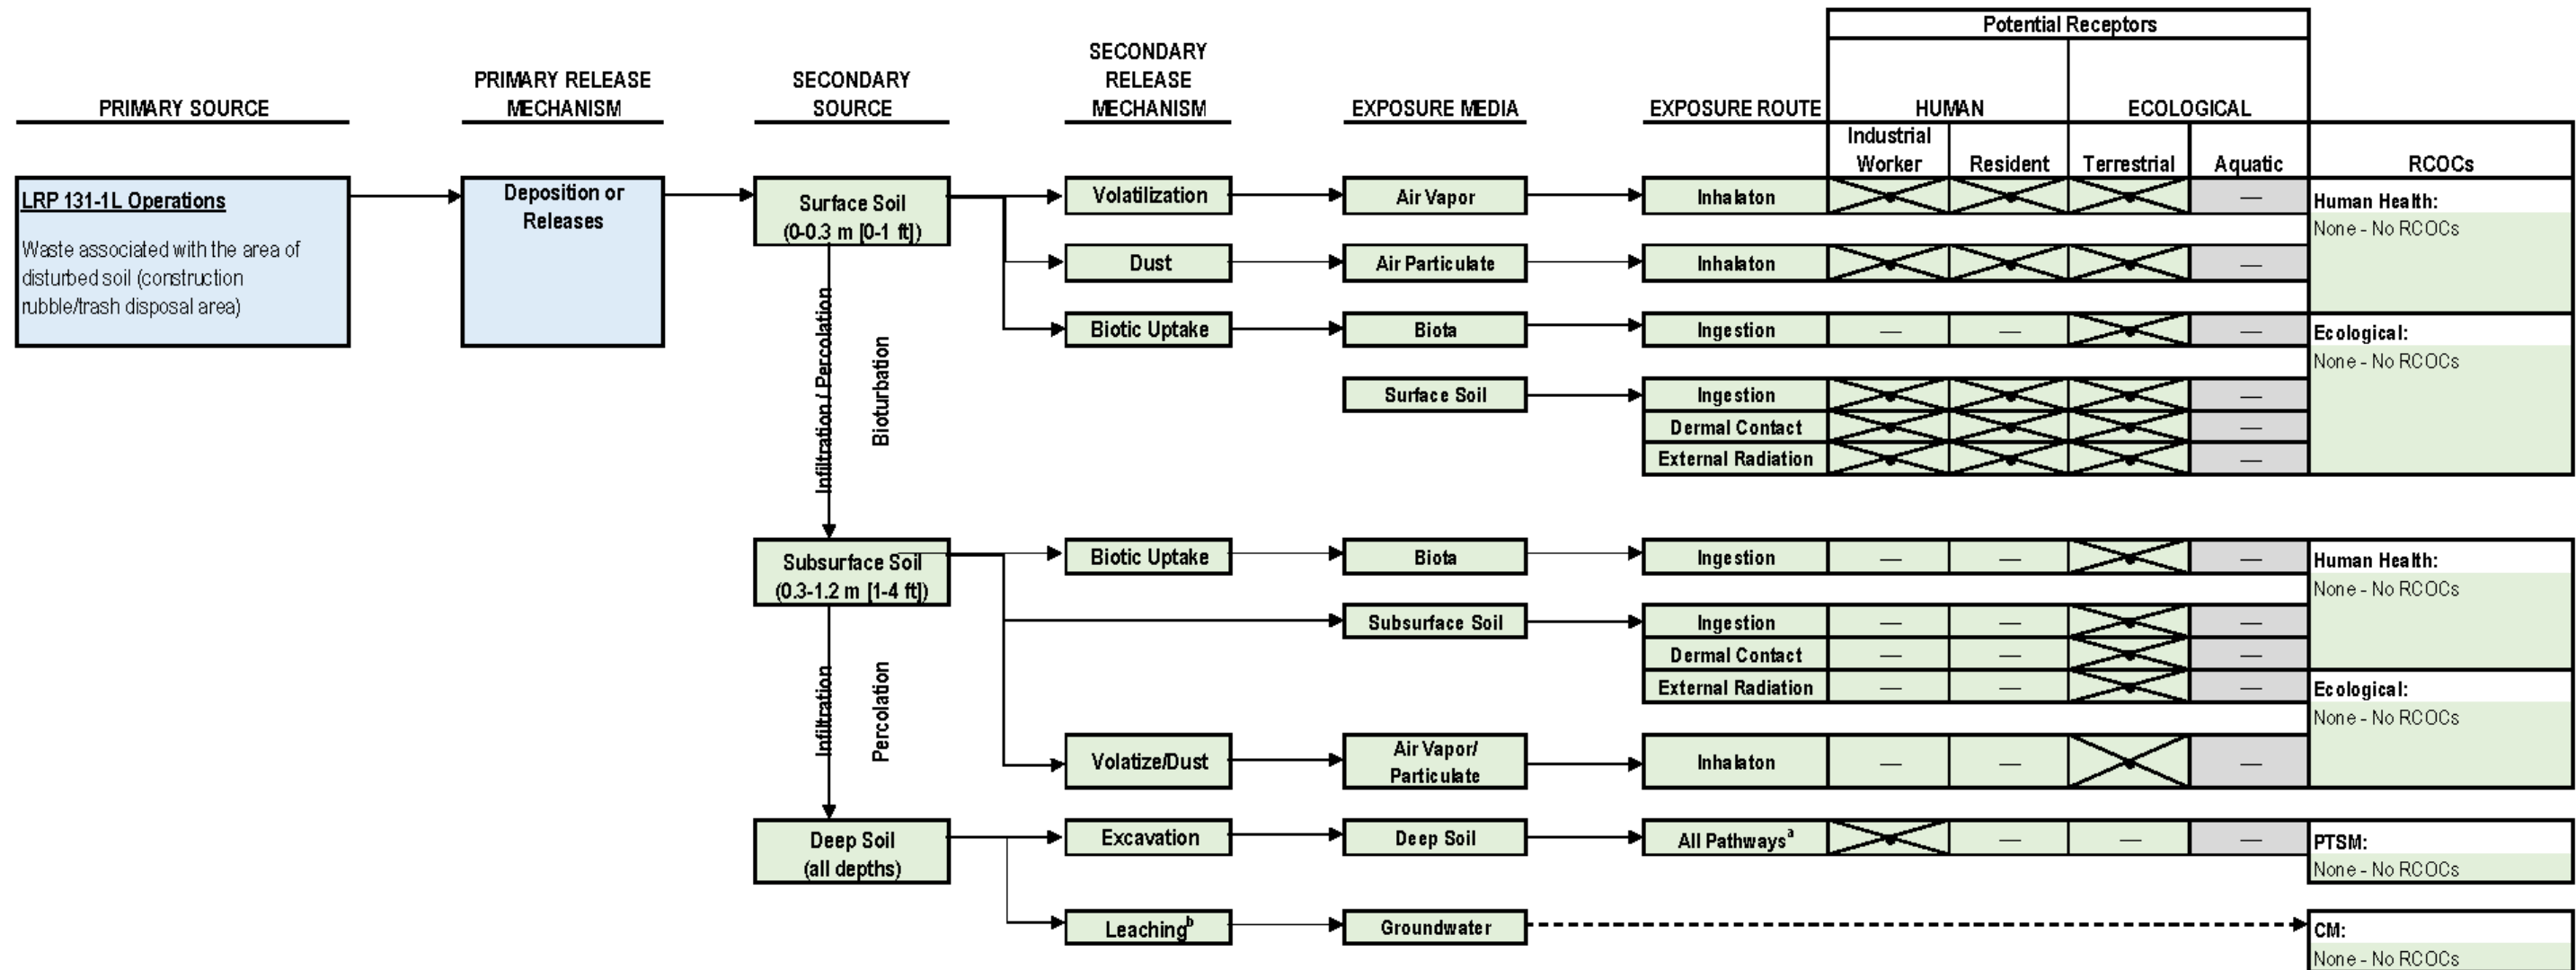 Potential Receptors
SECONDARY
PRIMARY RELEASE SECONDARY RELEASE
PRIMARY SOURCE MECHANISM SOURCE MECHANISM EXPOSURE MEDIA EXPOSURE ROUTE HUMAN ECOLOGICAL
Industrial
Worker Resident Terrestrial Aquatic RCOCs
LRP 131-1L Operations
Waste associated with the area of
disturbed soil (construction
rubble/trash disposal area)
Deposition or
Releases
Surface Soil
(0-0.3 m [0-1 ft])
Volatilization Air Vapor Inhalaton —
Human Health:
None - No RCOCs
Dust Air Particulate Inhalaton —
Biotic Uptake Biota Ingestion — — —
Ecological:
None - No RCOCs
Surface Soil Ingestion —
Dermal Contact —
External Radiation —
Infiltration / Percolation
Bioturbation
Subsurface Soil
(0.3-1.2 m [1-4 ft])
Biotic Uptake Biota Ingestion — — —
Human Health:
None - No RCOCs
Subsurface Soil Ingestion — — —
Dermal Contact — — —
External Radiation — — —
Ecological:
None - No RCOCs
Infiltration
Percolation
Volatize/Dust
Air Vapor/
Particulate
Inhalaton — — —
Deep Soil
(all depths)
Excavation Deep Soil All Pathwaysª — — —
PTSM:
None - No RCOCs
Leachingᵇ Groundwater
CM:
None - No RCOCs